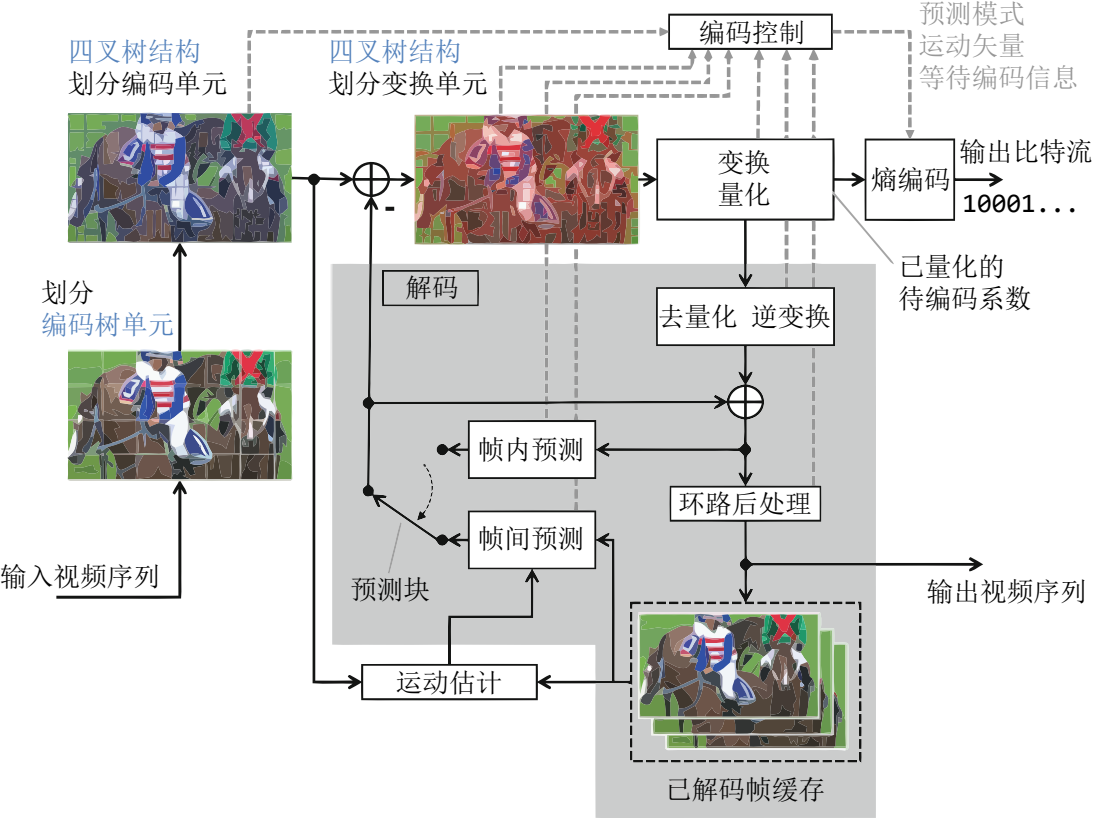 预测模式
运动矢量
等待编码信息
编码控制
四叉树结构
划分编码单元
四叉树结构
划分变换单元
变换
量化
熵编码
输出比特流
10001...
-
已量化的
待编码系数
解码
划分
编码树单元
去量化 逆变换
帧内预测
环路后处理
帧间预测
预测块
输入视频序列
输出视频序列
运动估计
已解码帧缓存